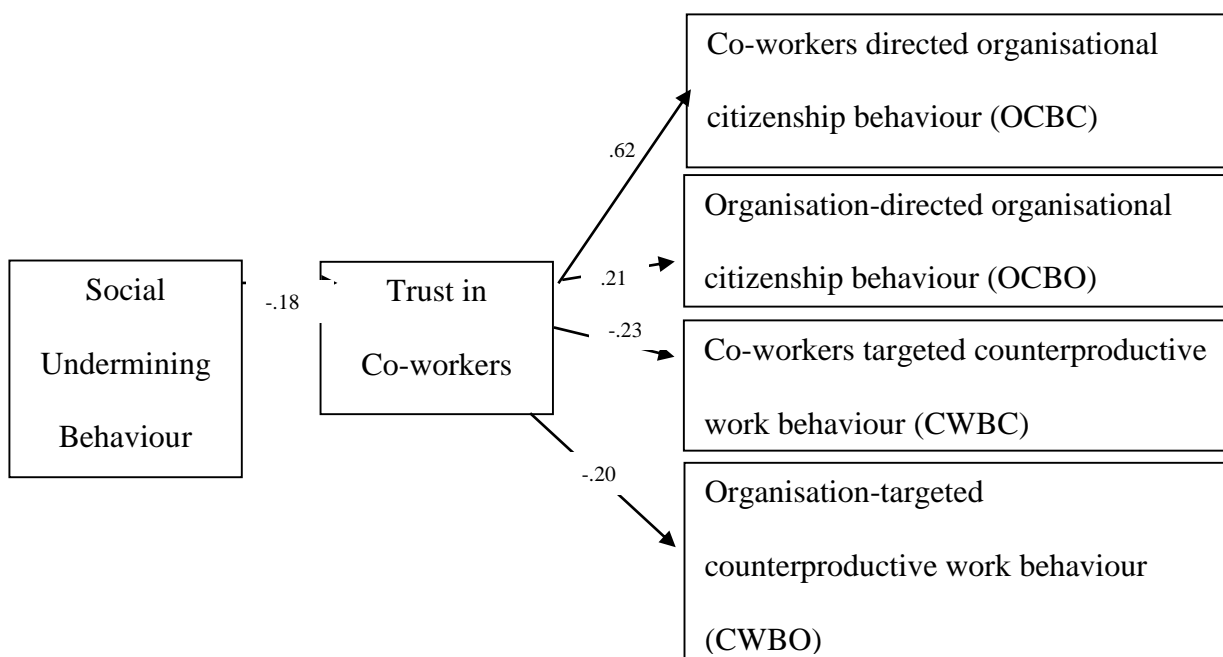 Social
Undermining
Behaviour
-.18
Trust in
Co-workers
.62
.21
-.23
-.20
Co-workers directed organisational
citizenship behaviour (OCBC)
Organisation-directed organisational
citizenship behaviour (OCBO)
Co-workers targeted counterproductive
work behaviour (CWBC)
Organisation-targeted
counterproductive work behaviour
(CWBO)